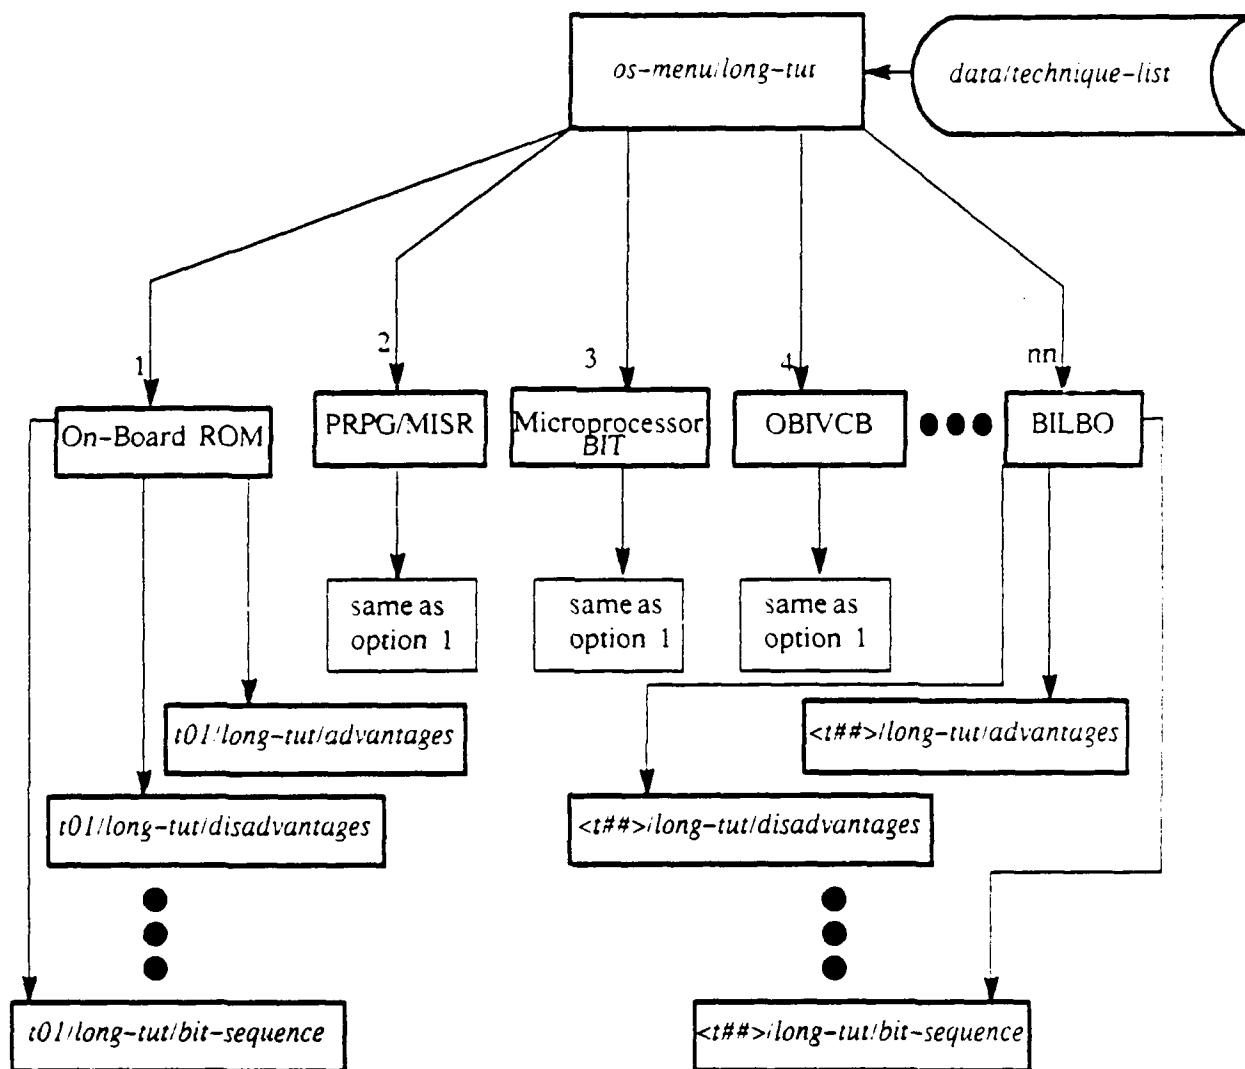 os-menu/long-tut
data/technique-list
1
2
3
4
nn
On-Board ROM
PRPG/MISR
Microprocessor
BIT
OBIVCB
BILBO
same as
option 1
same as
option 1
same as
option 1
t01/long-tut/advantages
<t##>/long-tut/advantages
t01/long-tut/disadvantages
<t##>/long-tut/disadvantages
t01/long-tut/bit-sequence
<t##>/long-tut/bit-sequence